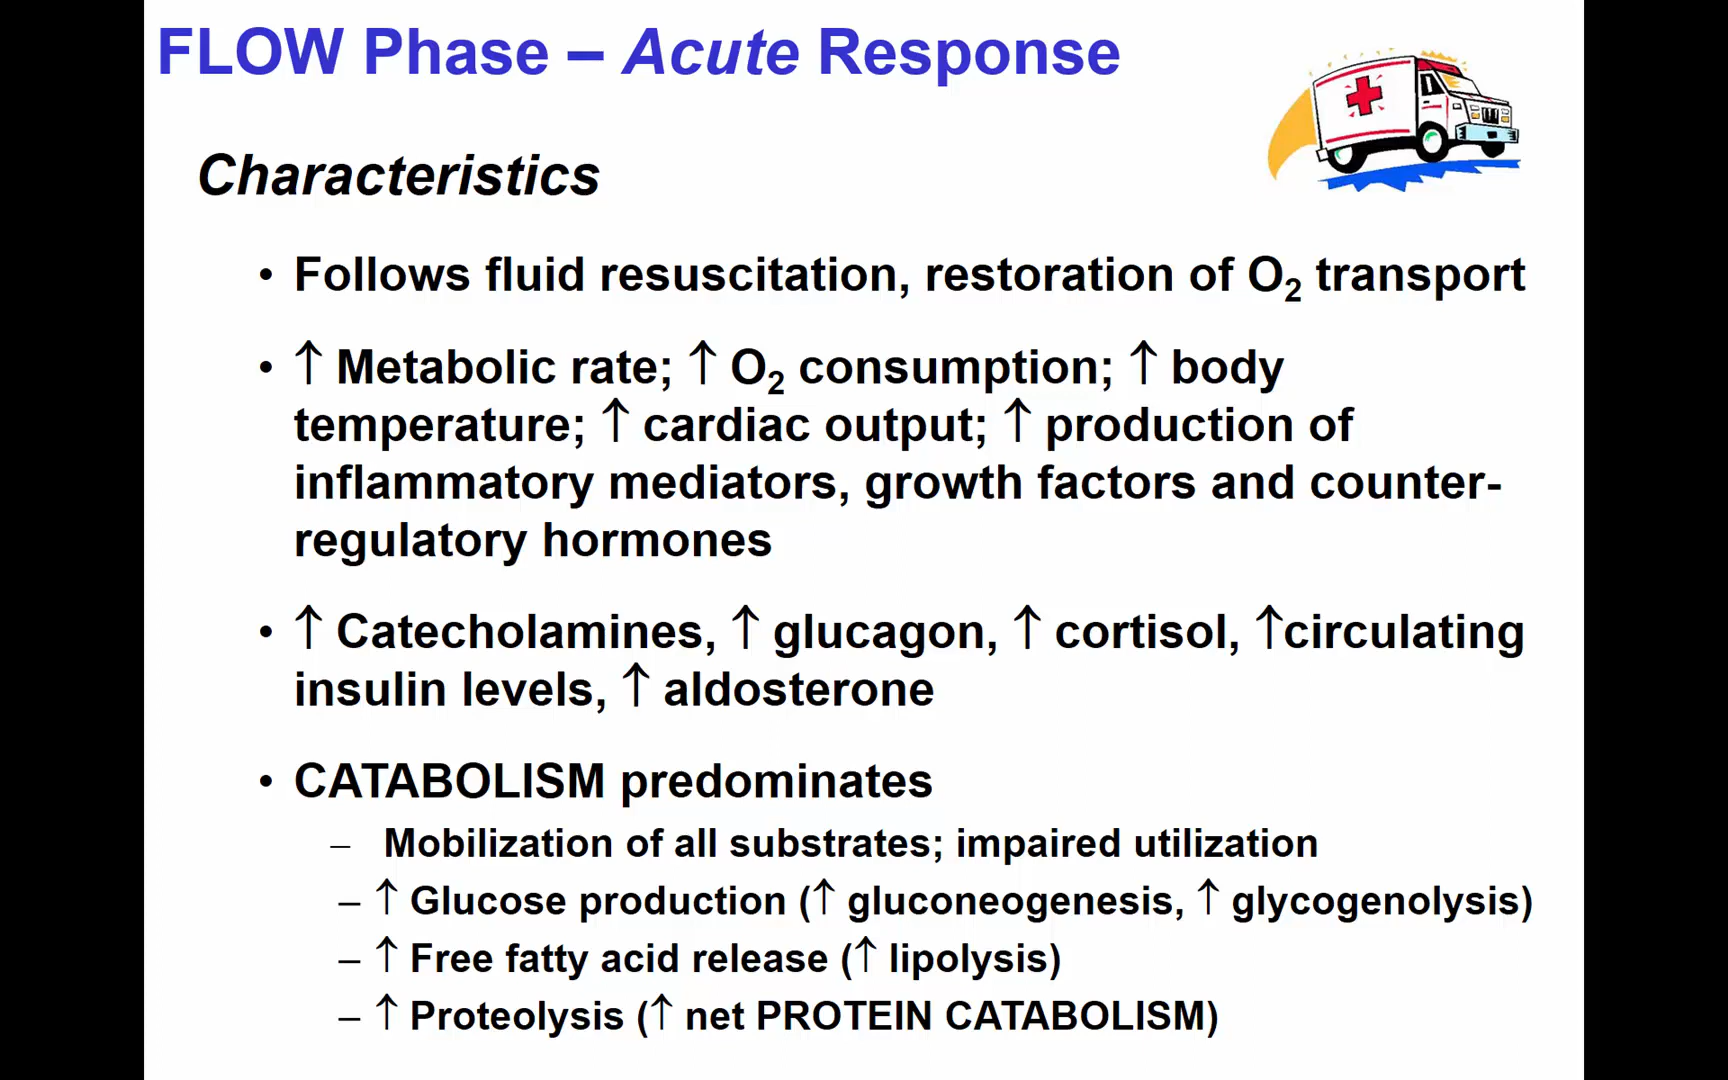 FLOW Phase – Acute Response
Characteristics
• Follows fluid resuscitation, restoration of O₂ transport
• ↑ Metabolic rate; ↑ O₂ consumption; ↑ body
temperature; ↑ cardiac output; ↑ production of
inflammatory mediators, growth factors and counter-
regulatory hormones
• ↑ Catecholamines, ↑ glucagon, ↑ cortisol, ↑circulating
insulin levels, ↑ aldosterone
• CATABOLISM predominates
– Mobilization of all substrates; impaired utilization
– ↑ Glucose production (↑ gluconeogenesis, ↑ glycogenolysis)
– ↑ Free fatty acid release (↑ lipolysis)
– ↑ Proteolysis (↑ net PROTEIN CATABOLISM)